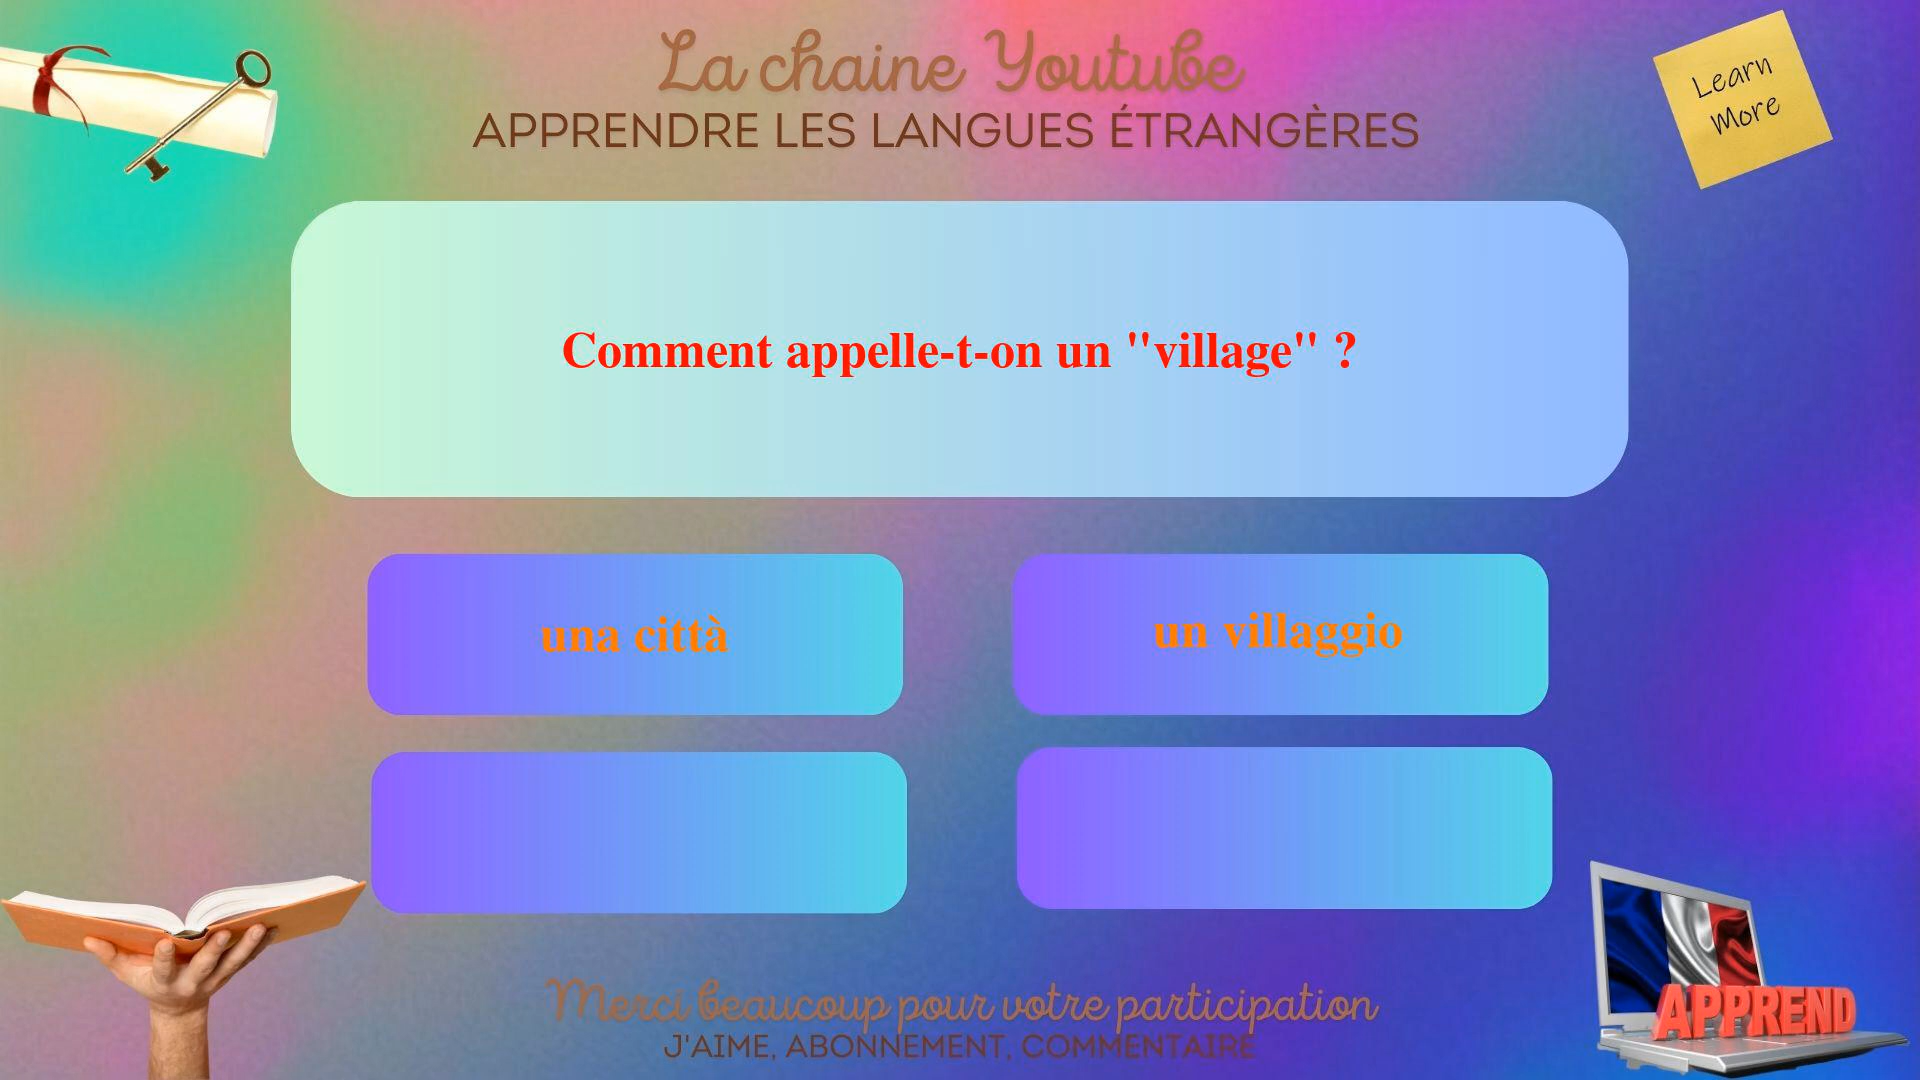 La chaine Youtube
APPRENDRE LES LANGUES ÉTRANGÈRES
Learn
More
Comment appelle-t-on un "village" ?
una città
un villaggio
Merci beaucoup pour votre participation
J'AIME, ABONNEMENT, COMMENTAIRE
APPREND